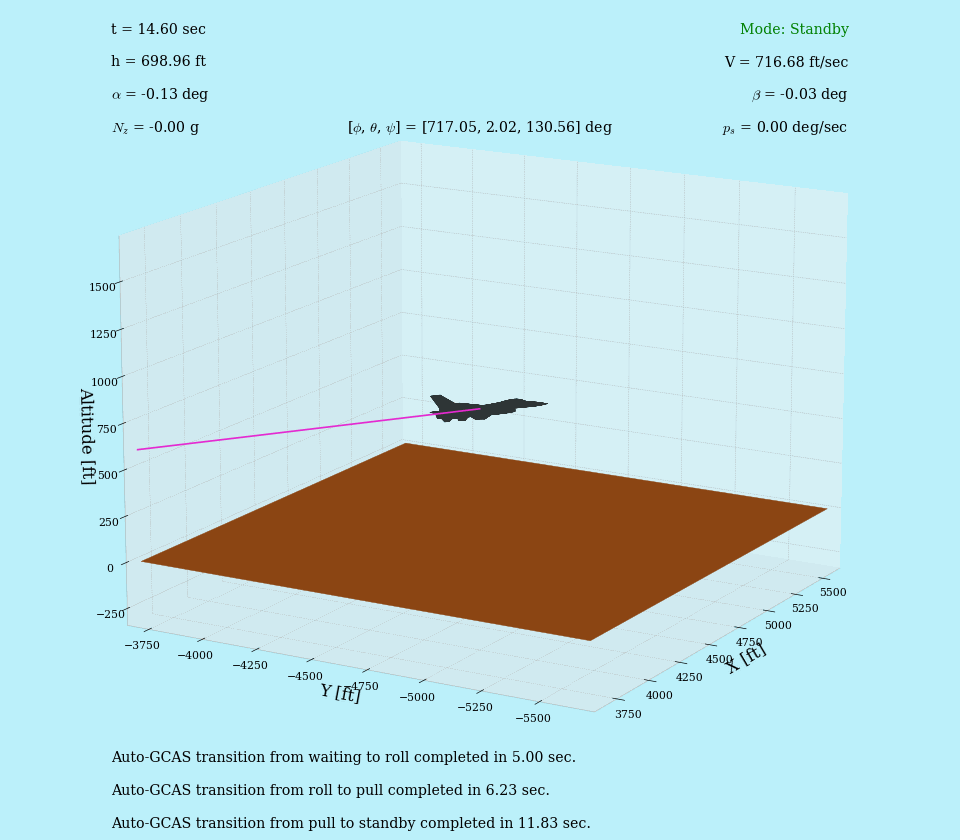 t = 14.60 sec
Mode: Standby
h = 698.96 ft
V = 716.68 ft/sec
α = -0.13 deg
β = -0.03 deg
N_z = -0.00 g
[ϕ, θ, ψ] = [717.05, 2.02, 130.56] deg
p_s = 0.00 deg/sec
1500
1250
1000
750
500
250
0
−250
Altitude [ft]
−3750
−4000
−4250
−4500
−4750
−5000
−5250
−5500
Y [ft]
3750
4000
4250
4500
4750
5000
5250
5500
X [ft]
Auto-GCAS transition from waiting to roll completed in 5.00 sec.
Auto-GCAS transition from roll to pull completed in 6.23 sec.
Auto-GCAS transition from pull to standby completed in 11.83 sec.